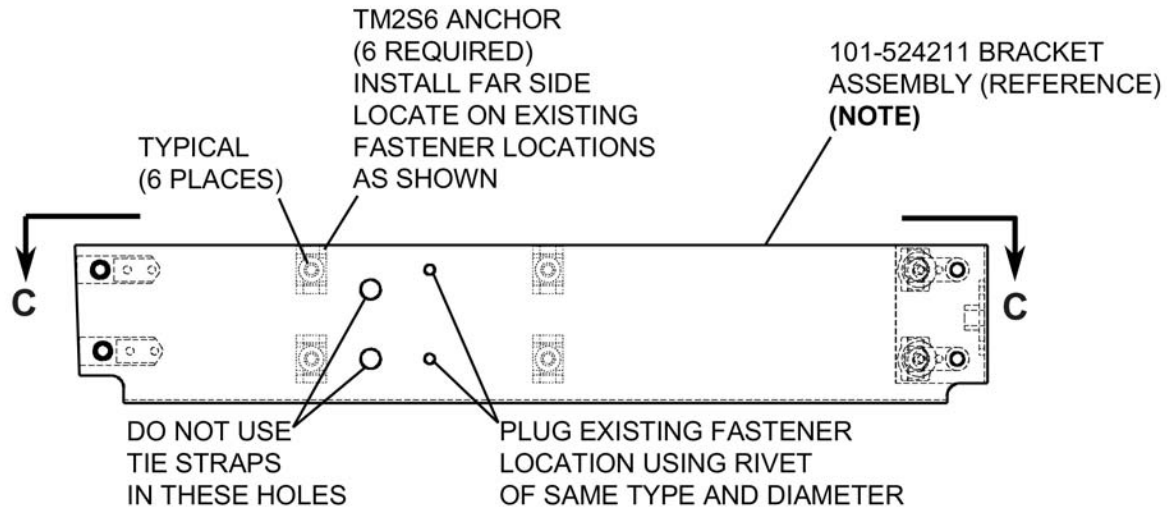 TM2S6 ANCHOR
(6 REQUIRED)
INSTALL FAR SIDE
LOCATE ON EXISTING
FASTENER LOCATIONS
AS SHOWN
101-524211 BRACKET
ASSEMBLY (REFERENCE)
(NOTE)
TYPICAL
(6 PLACES)
C
C
DO NOT USE
TIE STRAPS
IN THESE HOLES
PLUG EXISTING FASTENER
LOCATION USING RIVET
OF SAME TYPE AND DIAMETER